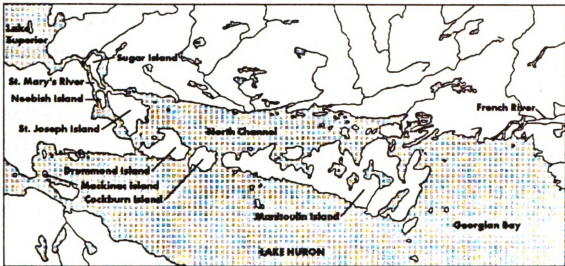 Lake
Superior
Sugar Island
St. Mary's River
Neebish Island
French River
St. Joseph Island
North Channel
Drummond Island
Mackinac Island
Cockburn Island
Manitoulin Island
Georgian Bay
LAKE HURON